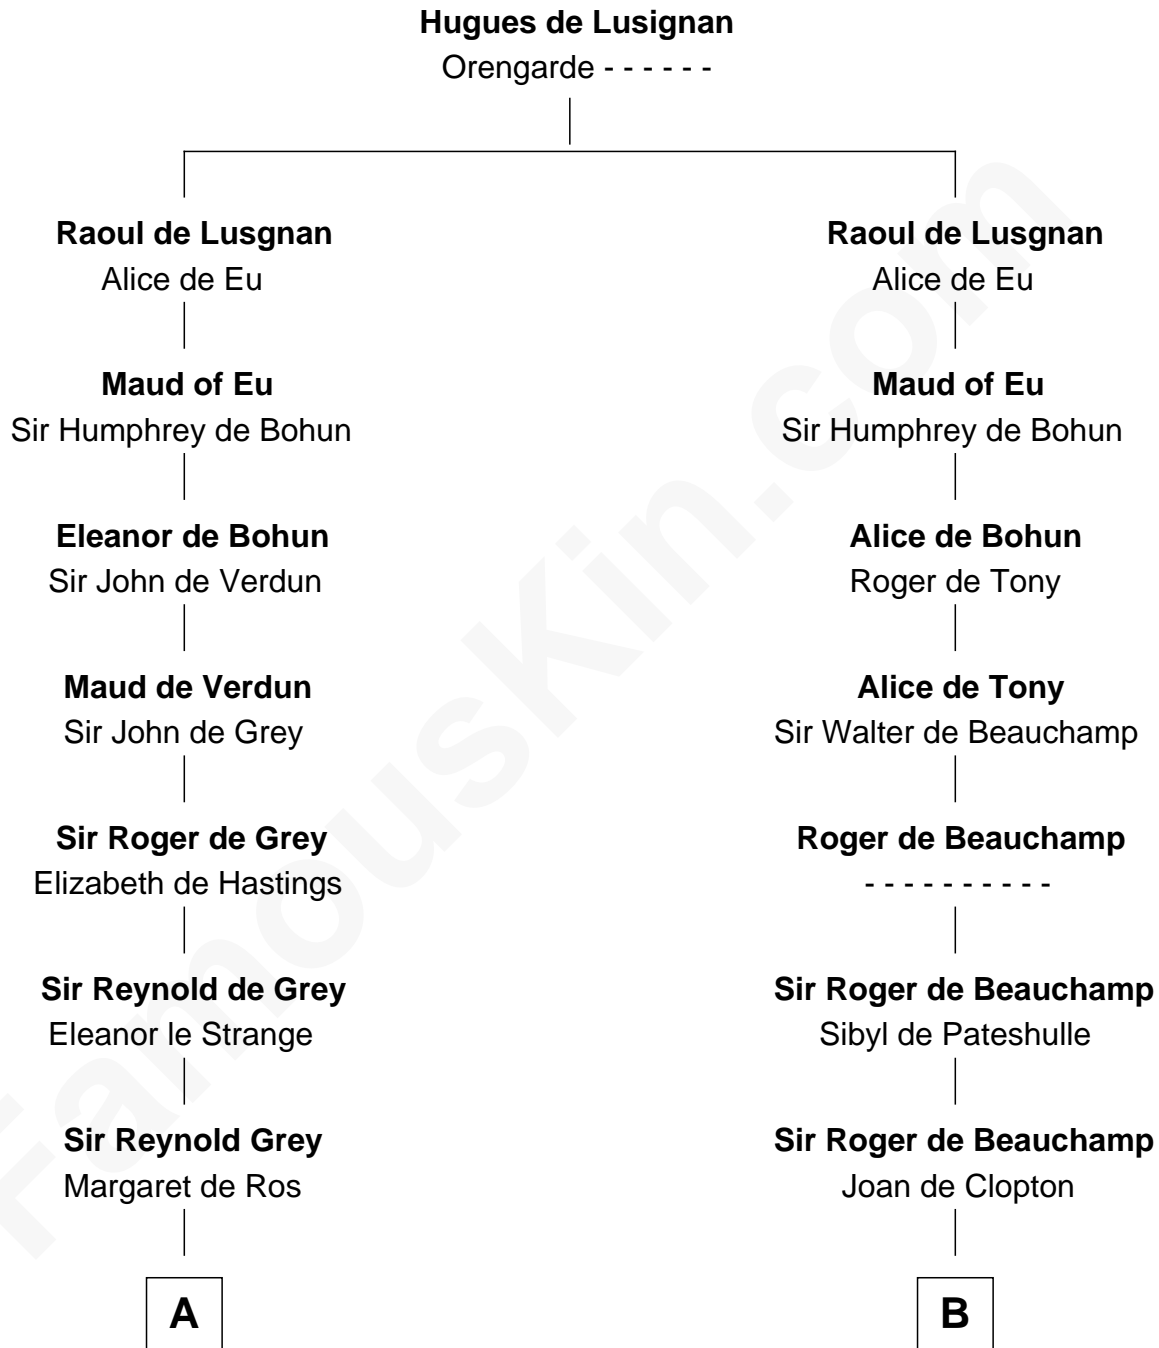 Hugues de Lusignan
Orengarde - - - - - -
Raoul de Lusgnan
Alice de Eu
Raoul de Lusgnan
Alice de Eu
Maud of Eu
Sir Humphrey de Bohun
Maud of Eu
Sir Humphrey de Bohun
Eleanor de Bohun
Sir John de Verdun
Alice de Bohun
Roger de Tony
Maud de Verdun
Sir John de Grey
Alice de Tony
Sir Walter de Beauchamp
Sir Roger de Grey
Elizabeth de Hastings
Roger de Beauchamp
- - - - - - - - - -
Sir Reynold de Grey
Eleanor le Strange
Sir Roger de Beauchamp
Sibyl de Pateshulle
Sir Reynold Grey
Margaret de Ros
Sir Roger de Beauchamp
Joan de Clopton
A
B
FamousKin.com